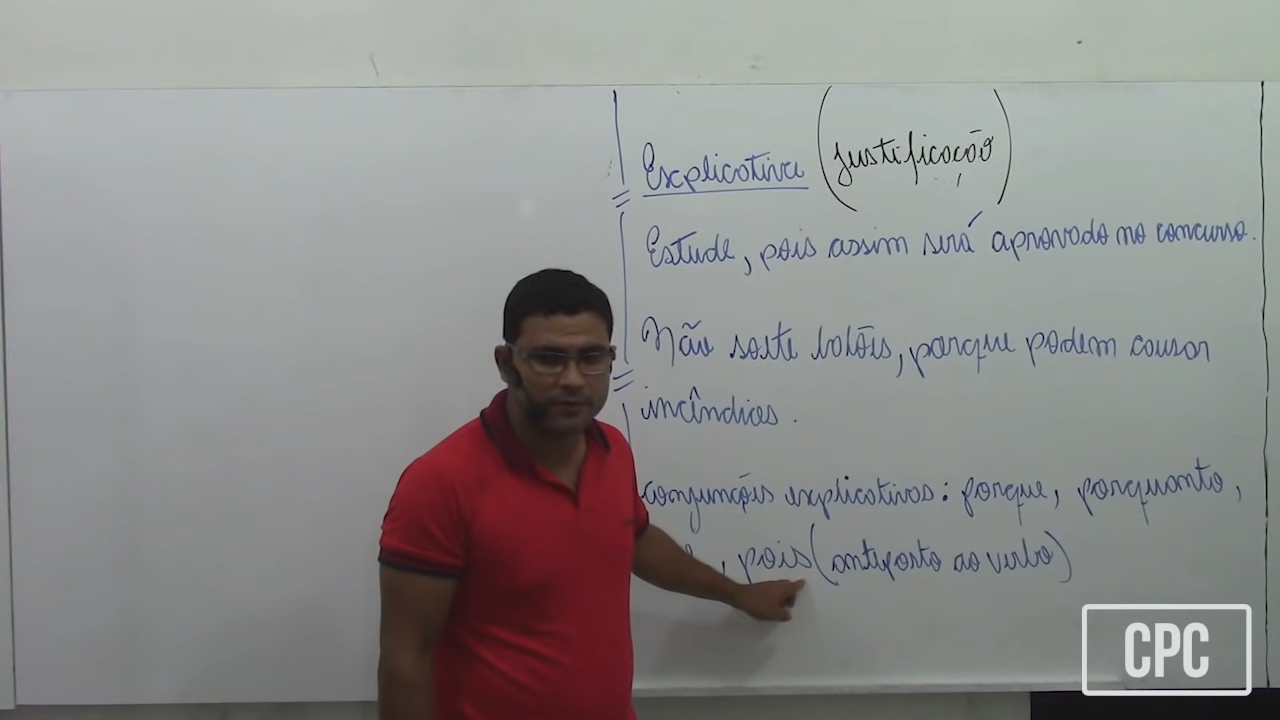 Explicativa (justificação)
Estude, pois assim será aprovado no concurso.
Não solte balões, porque podem causar
incêndios.
conjunções explicativas: porque, porquanto,
, pois (anteposto ao verbo)
CPC